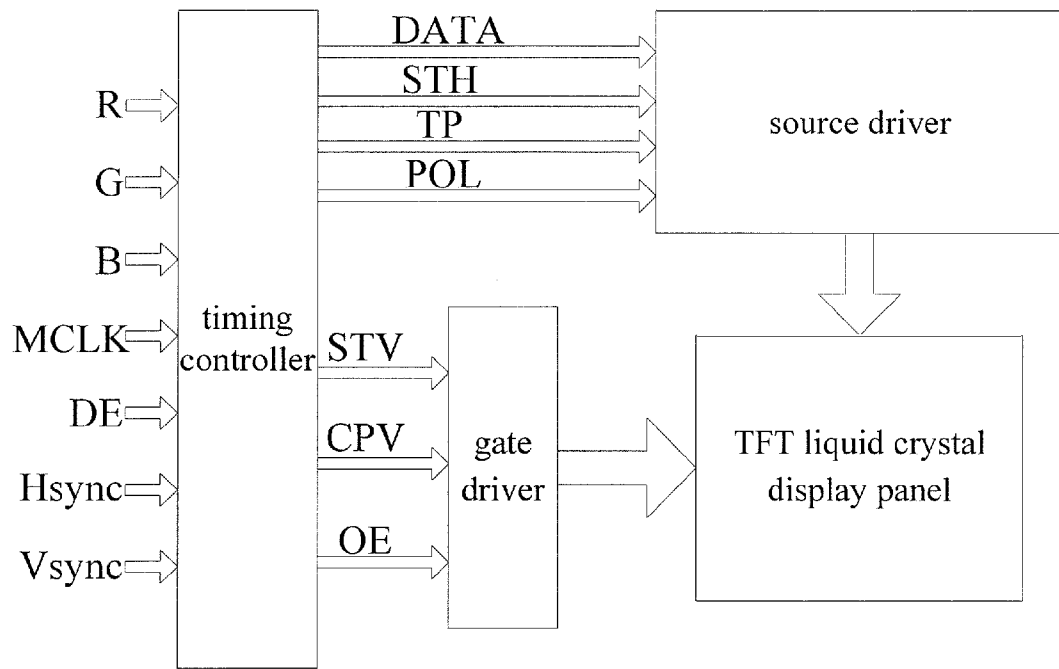 R
G
B
MCLK
DE
Hsync
Vsync
timing
controller
DATA
STH
TP
POL
source driver
STV
CPV
OE
gate
driver
TFT liquid crystal
display panel